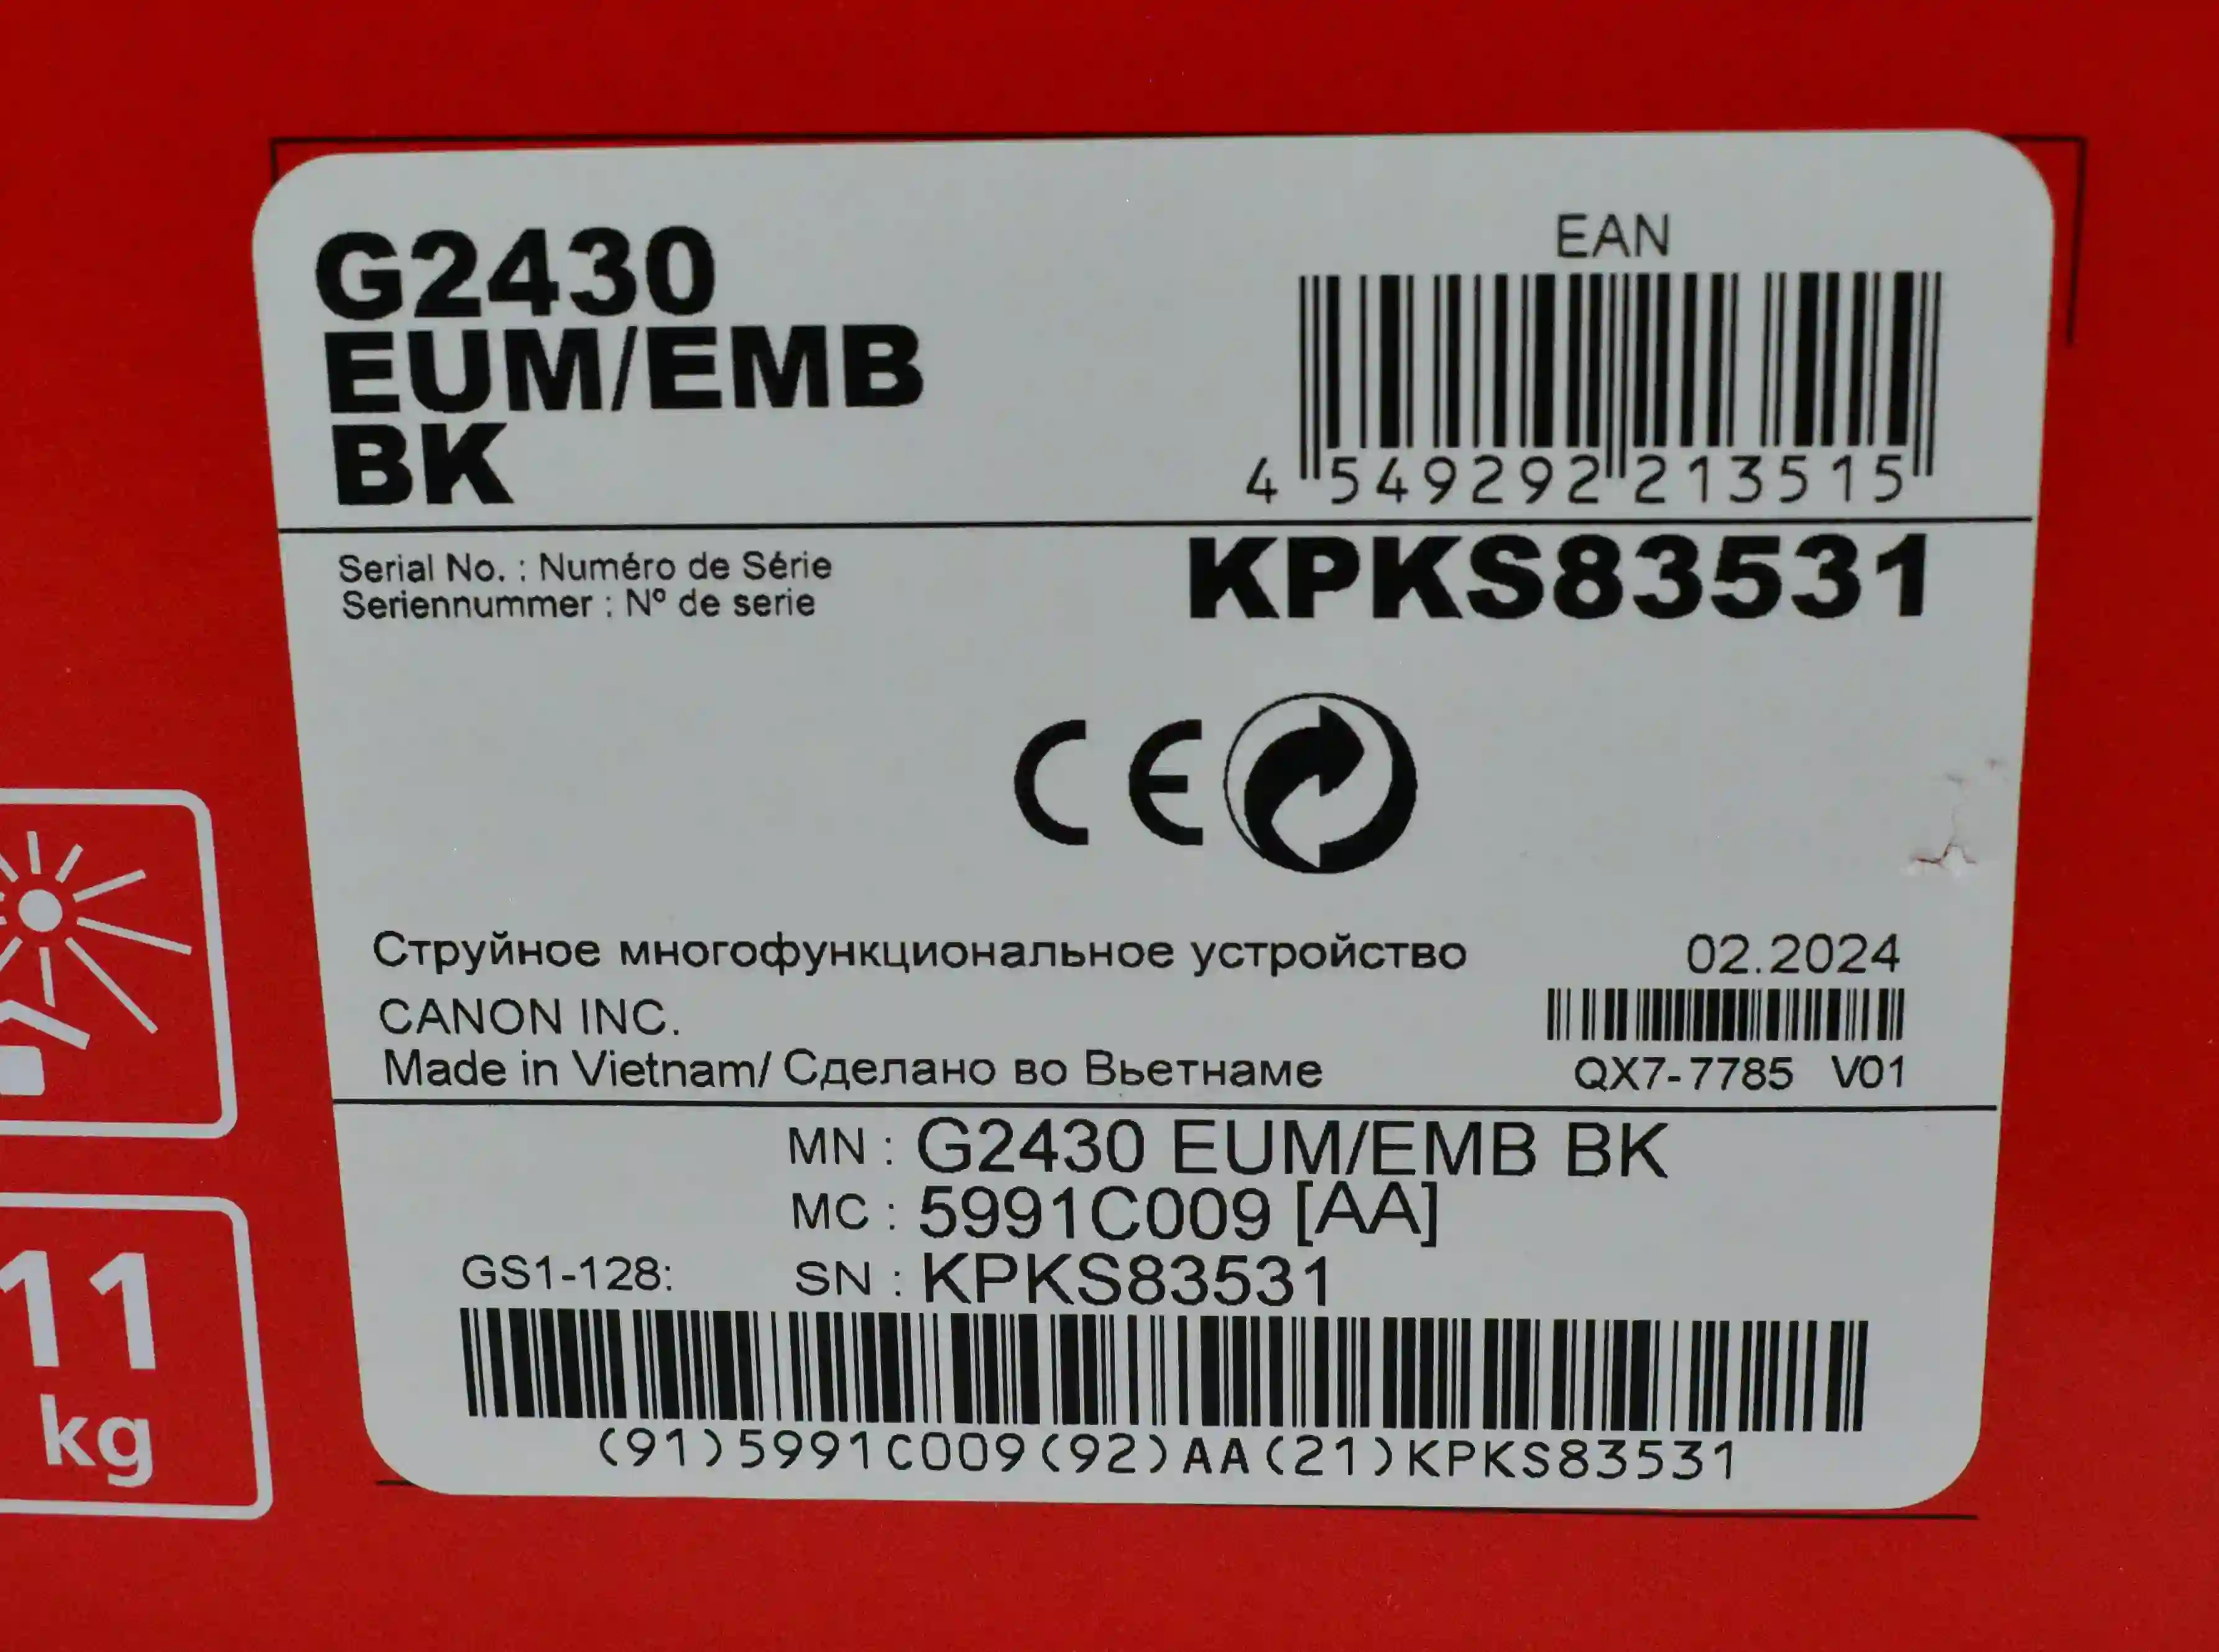 G2430
EUM/EMB
BK
EAN
4 549292 213515
Serial No. : Numéro de Série
Seriennummer : Nº de serie
KPKS83531
CE
Струйное многофункциональное устройство
02.2024
CANON INC.
Made in Vietnam/ Сделано во Вьетнаме
QX7-7785 V01
MN : G2430 EUM/EMB BK
MC : 5991C009 [AA]
GS1-128: SN : KPKS83531
(91)5991C009(92)AA(21)KPKS83531
11
kg